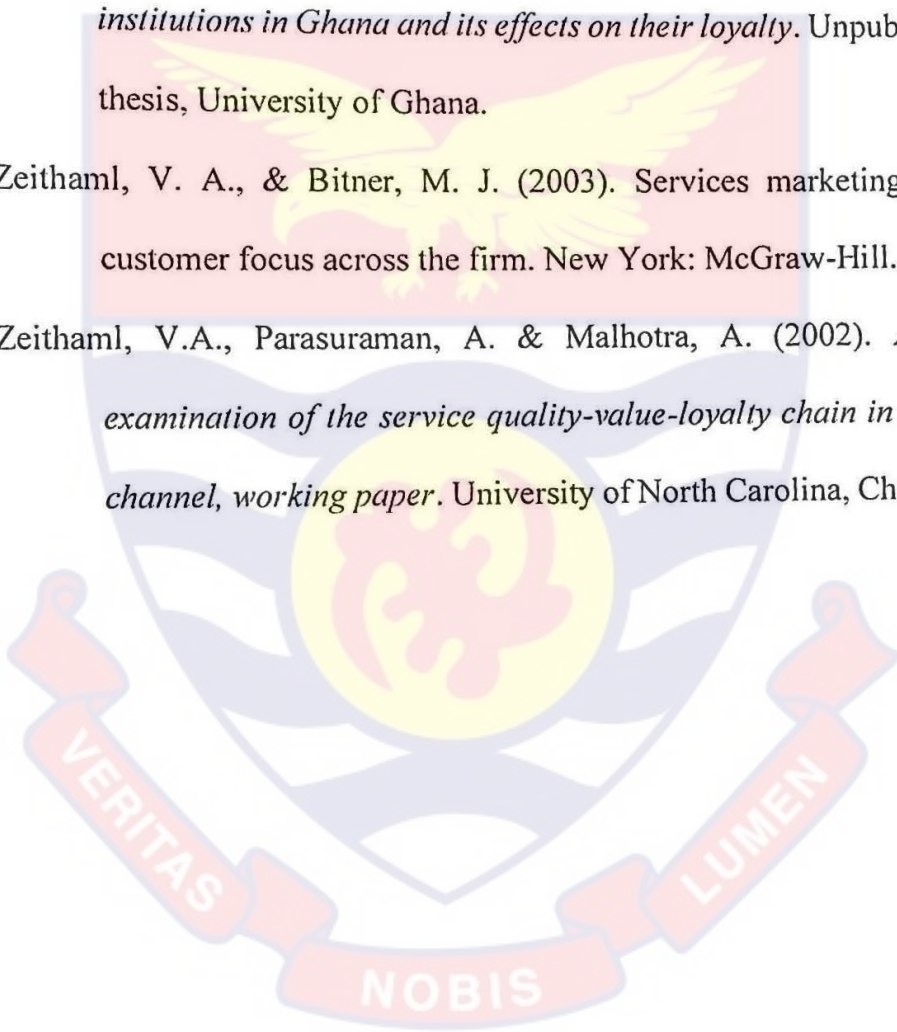 institutions in Ghana and its effects on their loyalty. Unpub
thesis, University of Ghana.
Zeithaml, V. A., & Bitner, M. J. (2003). Services marketing
customer focus across the firm. New York: McGraw-Hill.
Zeithaml, V.A., Parasuraman, A. & Malhotra, A. (2002).
examination of the service quality-value-loyalty chain in
channel, working paper. University of North Carolina, Ch
VERITAS
NOBIS
LUMEN